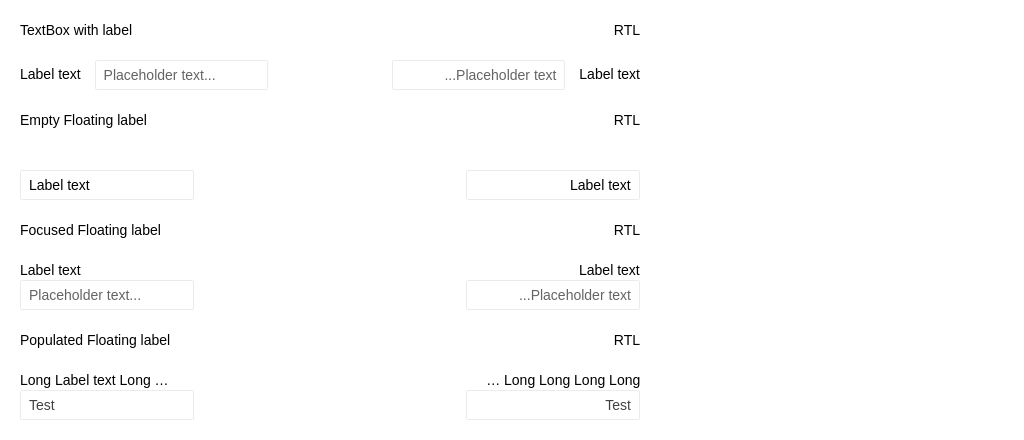 TextBox with label RTL
Label text Placeholder text... ...Placeholder text Label text
Empty Floating label RTL
Label text Label text
Focused Floating label RTL
Label text Label text
Placeholder text... ...Placeholder text
Populated Floating label RTL
Long Label text Long … … Long Long Long Long
Test Test